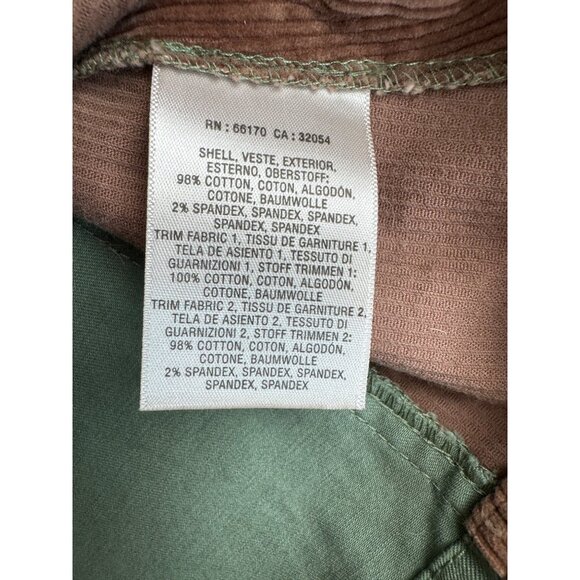 RN : 66170 CA : 32054
SHELL, VESTE, EXTERIOR,
ESTERNO, OBERSTOFF:
98% COTTON, COTON, ALGODÓN,
COTONE, BAUMWOLLE
2% SPANDEX, SPANDEX, SPANDEX,
SPANDEX, SPANDEX
TRIM FABRIC 1, TISSU DE GARNITURE 1,
TELA DE ASIENTO 1, TESSUTO DI
GUARNIZIONI 1, STOFF TRIMMEN 1:
100% COTTON, COTON, ALGODÓN,
COTONE, BAUMWOLLE
TRIM FABRIC 2, TISSU DE GARNITURE 2,
TELA DE ASIENTO 2, TESSUTO DI
GUARNIZIONI 2, STOFF TRIMMEN 2:
98% COTTON, COTON, ALGODÓN,
COTONE, BAUMWOLLE
2% SPANDEX, SPANDEX, SPANDEX,
SPANDEX, SPANDEX